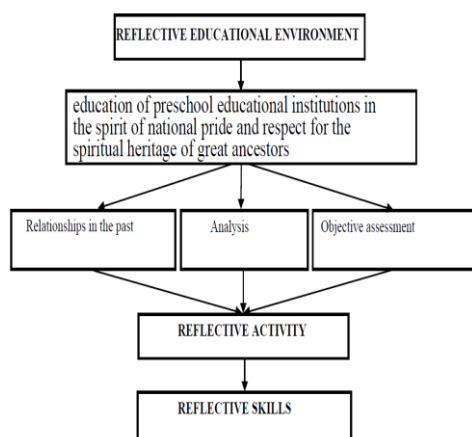 REFLECTIVE EDUCATIONAL ENVIRONMENT
education of preschool educational institutions in
the spirit of national pride and respect for the
spiritual heritage of great ancestors
Relationships in the past
Analysis
Objective assessment
REFLECTIVE ACTIVITY
REFLECTIVE SKILLS